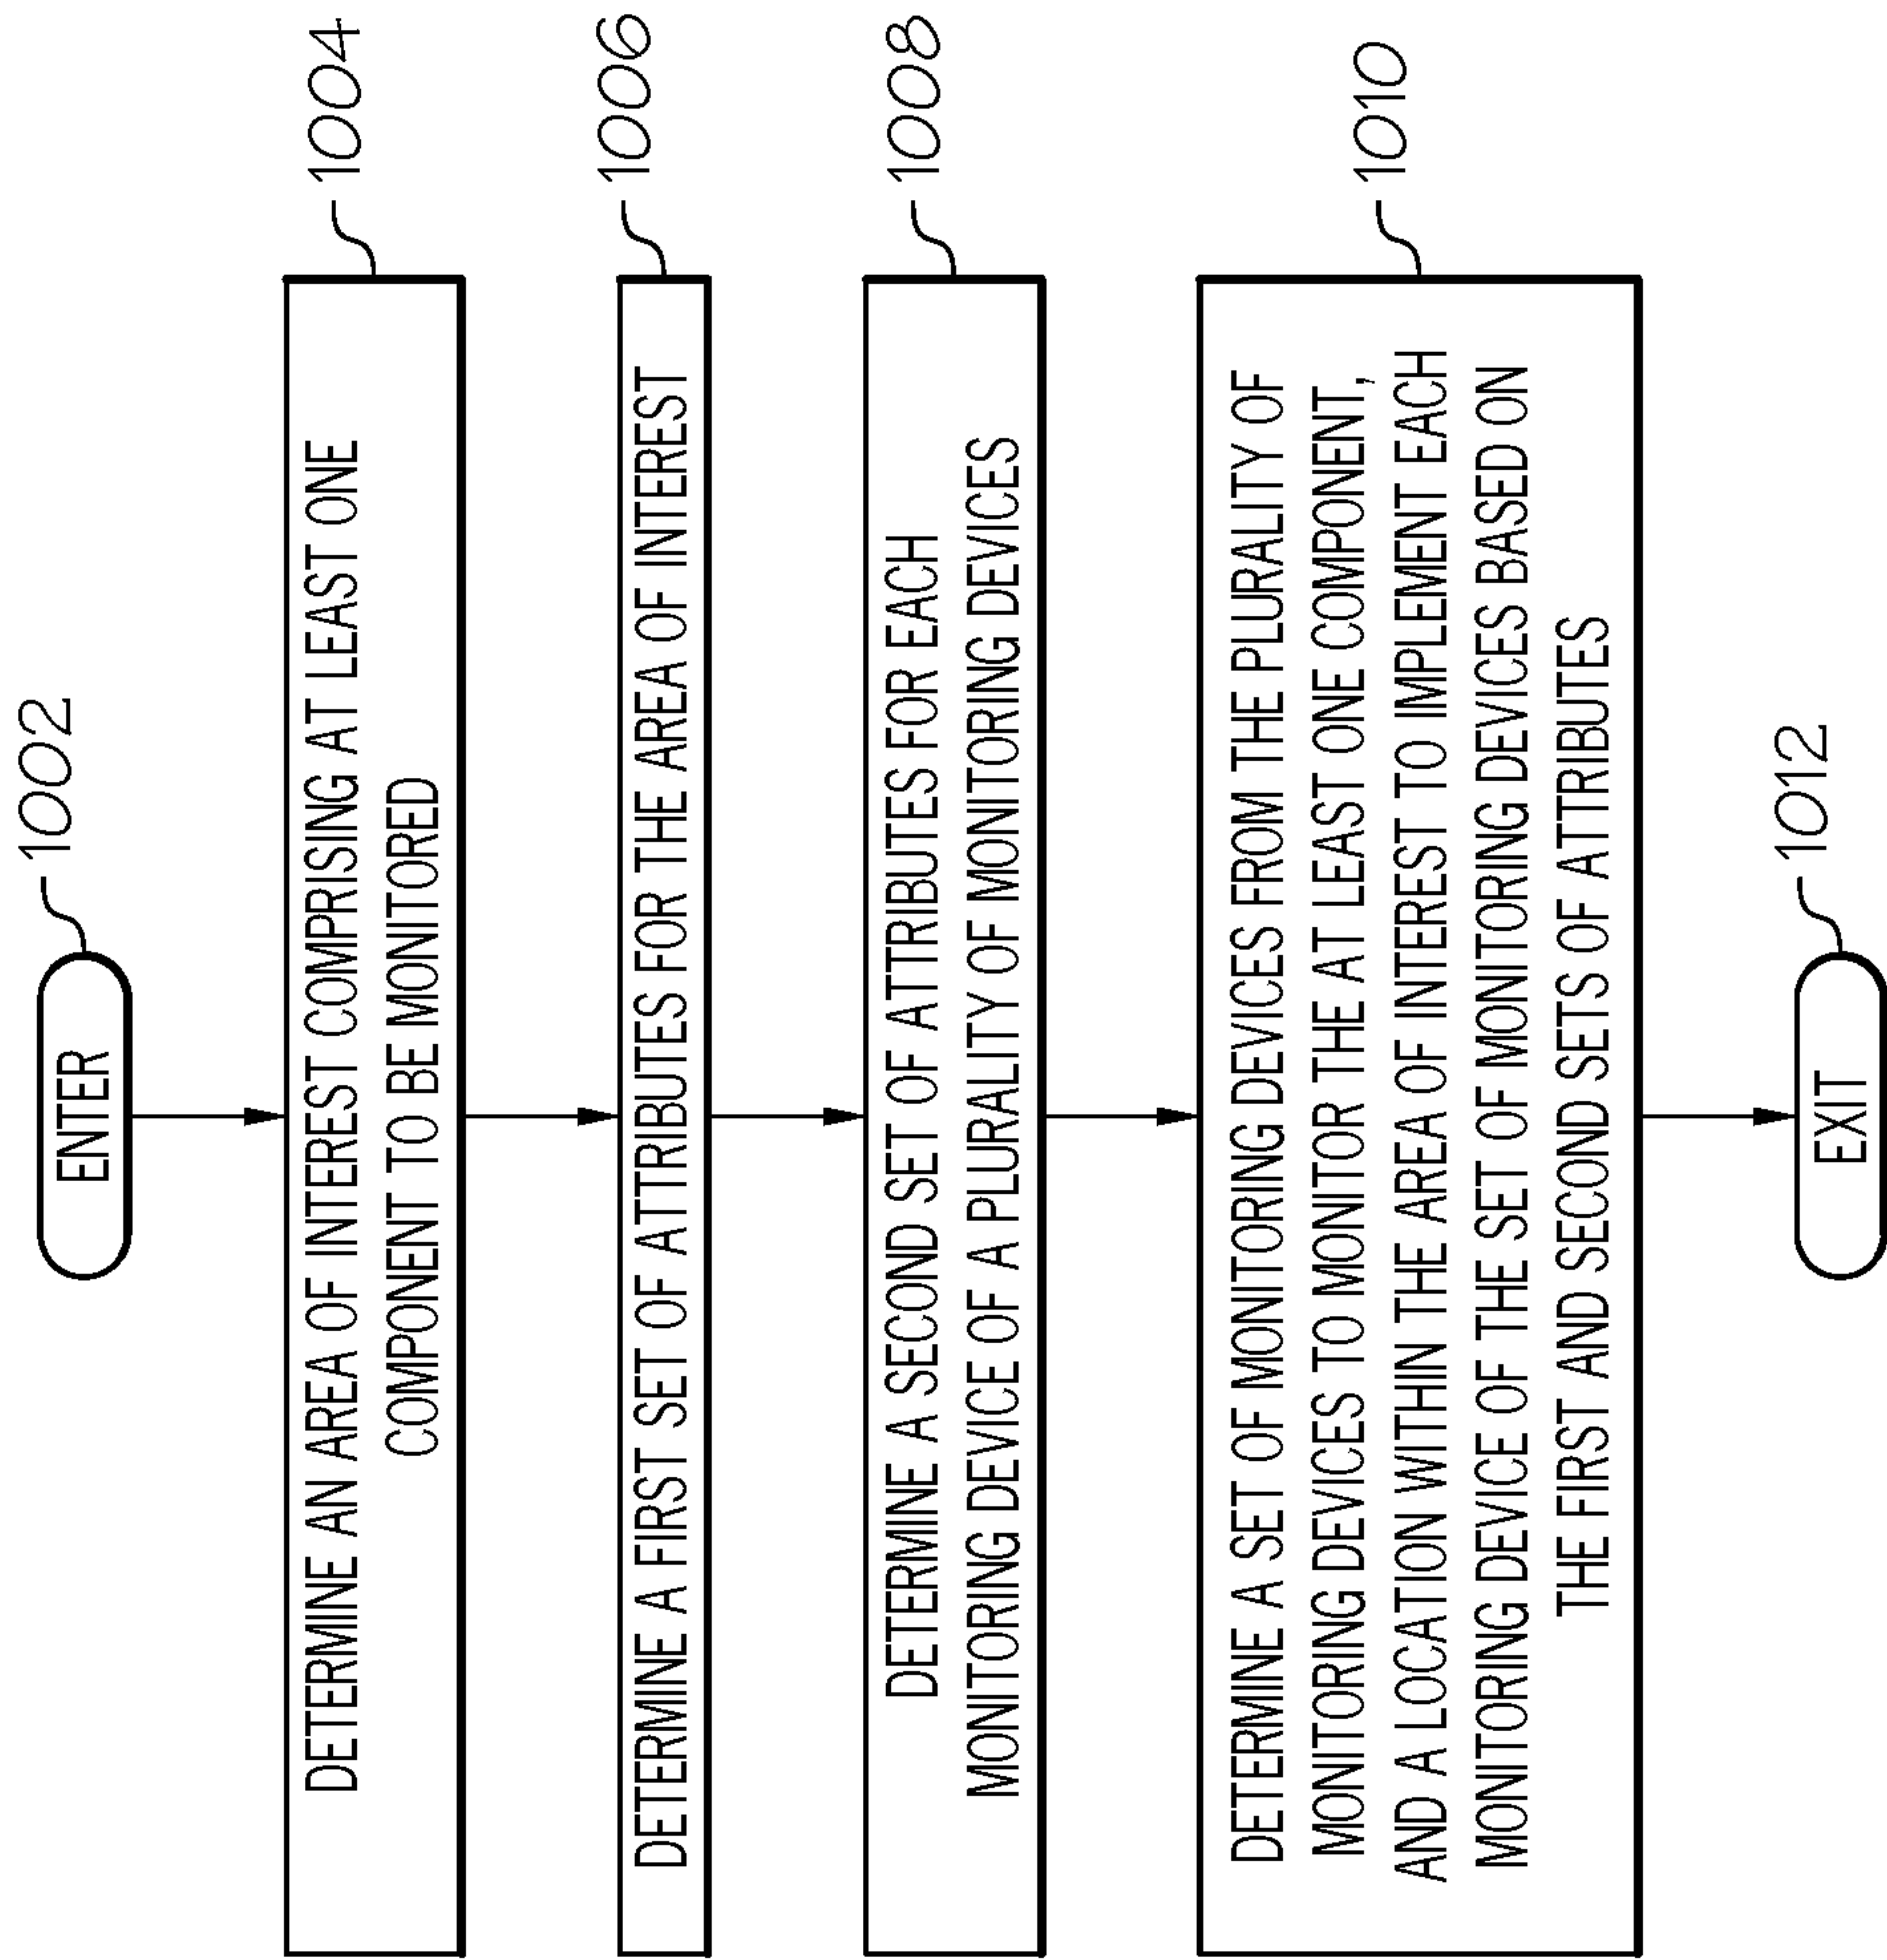 1002
ENTER
1004
DETERMINE AN AREA OF INTEREST COMPRISING AT LEAST ONE
COMPONENT TO BE MONITORED
1006
DETERMINE A FIRST SET OF ATTRIBUTES FOR THE AREA OF INTEREST
1008
DETERMINE A SECOND SET OF ATTRIBUTES FOR EACH
MONITORING DEVICE OF A PLURALITY OF MONITORING DEVICES
1010
DETERMINE A SET OF MONITORING DEVICES FROM THE PLURALITY OF
MONITORING DEVICES TO MONITOR THE AT LEAST ONE COMPONENT,
AND A LOCATION WITHIN THE AREA OF INTEREST TO IMPLEMENT EACH
MONITORING DEVICE OF THE SET OF MONITORING DEVICES BASED ON
THE FIRST AND SECOND SETS OF ATTRIBUTES
1012
EXIT